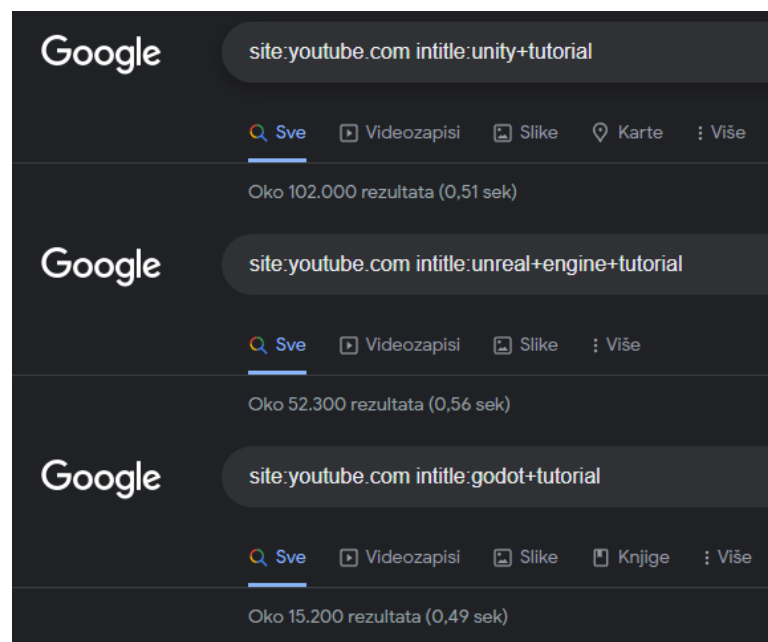 Google site:youtube.com intitle:unity+tutorial
Sve Videozapisi Slike Karte Više
Oko 102.000 rezultata (0,51 sek)
Google site:youtube.com intitle:unreal+engine+tutorial
Sve Videozapisi Slike Više
Oko 52.300 rezultata (0,56 sek)
Google site:youtube.com intitle:godot+tutorial
Sve Videozapisi Slike Knjige Više
Oko 15.200 rezultata (0,49 sek)